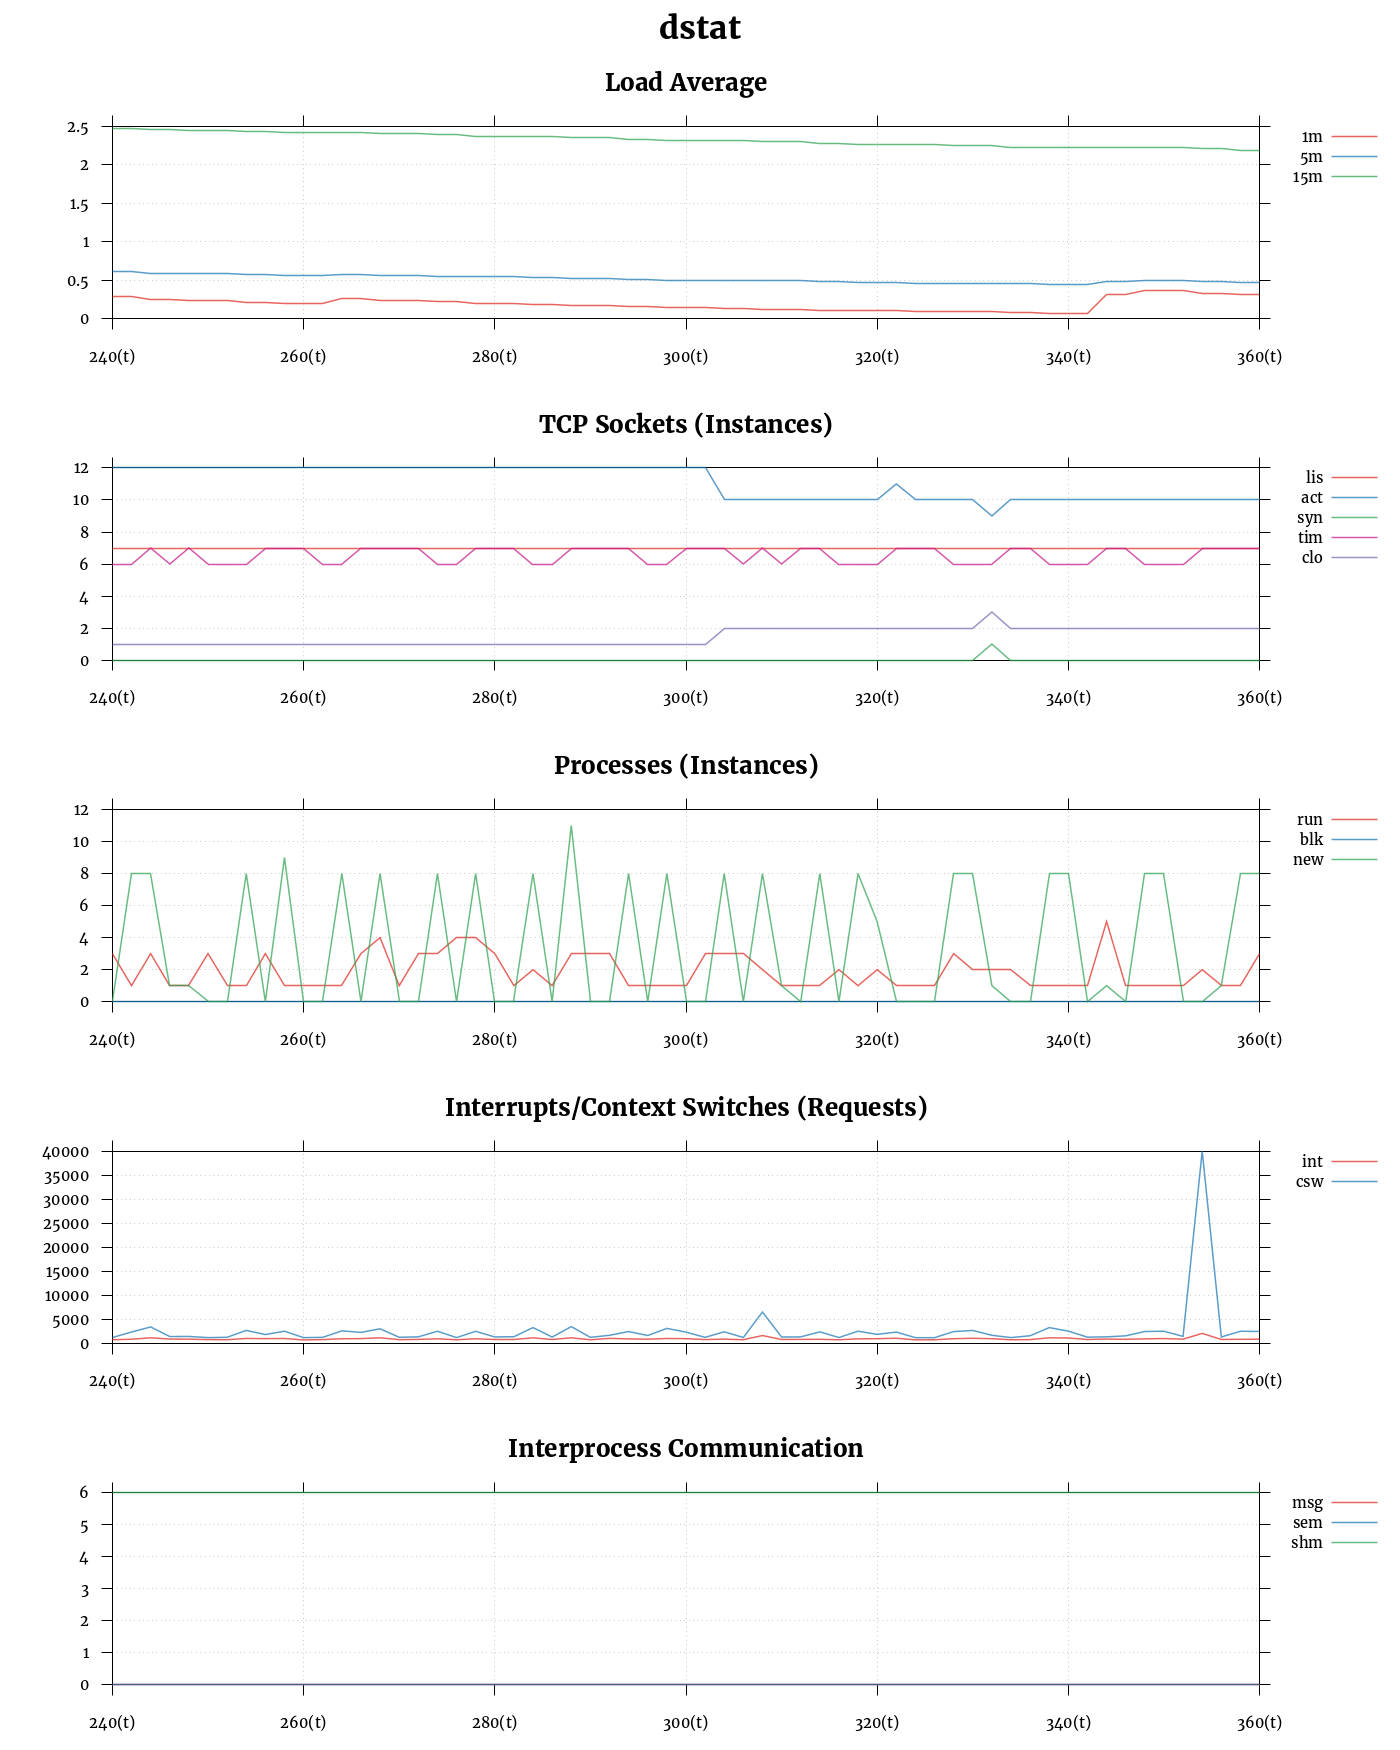 dstat
Load Average
2.5
2
1.5
1
0.5
0
240(t) 260(t) 280(t) 300(t) 320(t) 340(t) 360(t)
1m
5m
15m
TCP Sockets (Instances)
12
10
8
6
4
2
0
240(t) 260(t) 280(t) 300(t) 320(t) 340(t) 360(t)
lis
act
syn
tim
clo
Processes (Instances)
12
10
8
6
4
2
0
240(t) 260(t) 280(t) 300(t) 320(t) 340(t) 360(t)
run
blk
new
Interrupts/Context Switches (Requests)
40000
35000
30000
25000
20000
15000
10000
5000
0
240(t) 260(t) 280(t) 300(t) 320(t) 340(t) 360(t)
int
csw
Interprocess Communication
6
5
4
3
2
1
0
240(t) 260(t) 280(t) 300(t) 320(t) 340(t) 360(t)
msg
sem
shm